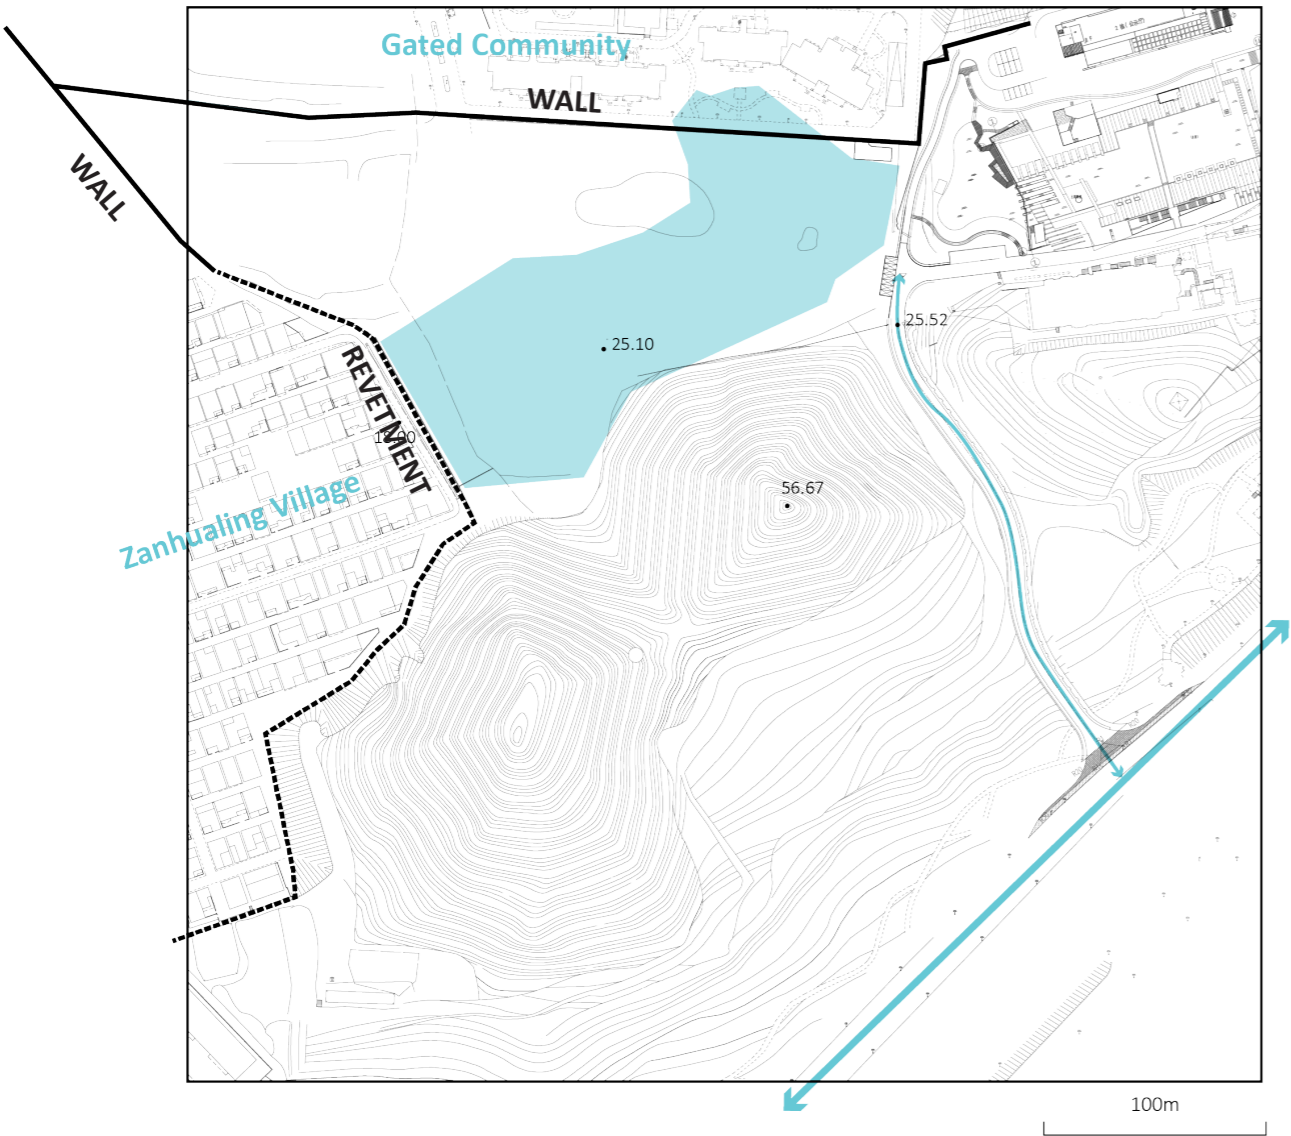 Gated Community
WALL
WALL
25.52
25.10
REVETMENT
56.67
Zanhualing Village
100m